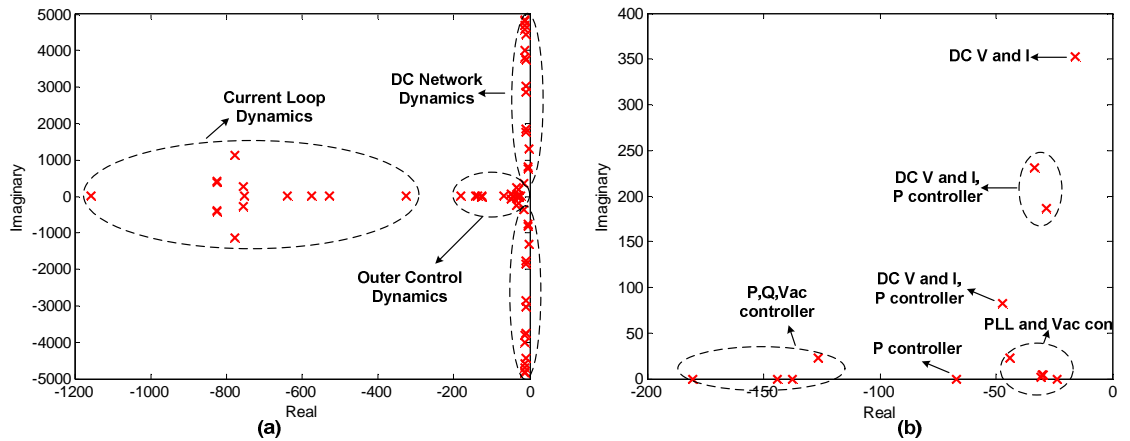 (a)
5000
4000
3000
2000
1000
0
-1000
-2000
-3000
-4000
-5000
Imaginary
-1200
-1000
-800
-600
-400
-200
0
Real
Current Loop
Dynamics
DC Network
Dynamics
Outer Control
Dynamics
(a)
(b)
400
350
300
250
200
150
100
50
0
Imaginary
-200
-150
-100
-50
0
Real
DC V and I
DC V and I,
P controller
DC V and I,
P controller
P,Q,Vac
controller
P controller
PLL and Vac con
(b)